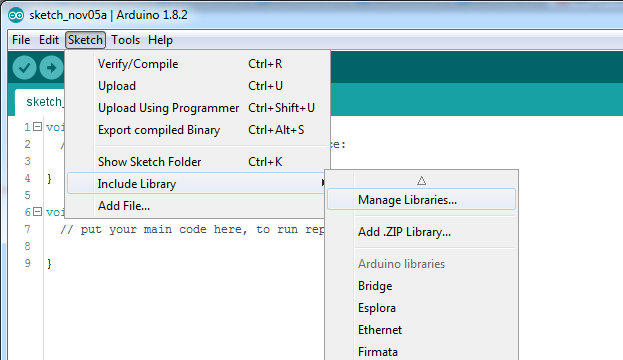 sketch_nov05a | Arduino 1.8.2
File Edit Sketch Tools Help
Verify/Compile Ctrl+R
Upload Ctrl+U
Upload Using Programmer Ctrl+Shift+U
Export compiled Binary Ctrl+Alt+S
Show Sketch Folder Ctrl+K
Include Library
Add File...
Manage Libraries...
Add .ZIP Library...
Arduino libraries
Bridge
Esplora
Ethernet
Firmata
sketch_
1 voi
2 / ce:
3
4 }
5
6 voi
7 // put your main code here, to run rep
8
9 }